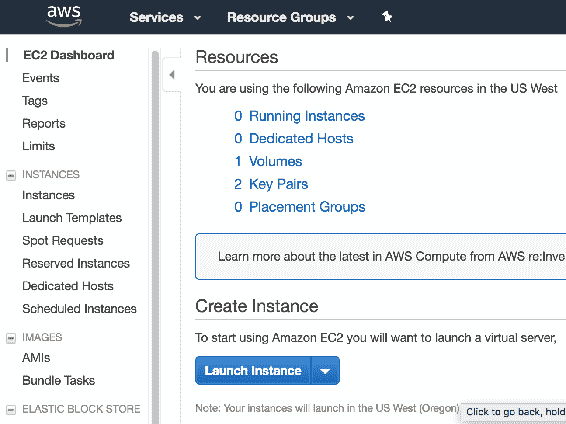 aws
Services
Resource Groups
EC2 Dashboard
Events
Tags
Reports
Limits
INSTANCES
Instances
Launch Templates
Spot Requests
Reserved Instances
Dedicated Hosts
Scheduled Instances
IMAGES
AMIs
Bundle Tasks
ELASTIC BLOCK STORE
Resources
You are using the following Amazon EC2 resources in the US West
0 Running Instances
0 Dedicated Hosts
1 Volumes
2 Key Pairs
0 Placement Groups
Learn more about the latest in AWS Compute from AWS re:Inve
Create Instance
To start using Amazon EC2 you will want to launch a virtual server,
Launch Instance
Note: Your instances will launch in the US West (Oregon)
Click to go back, hold